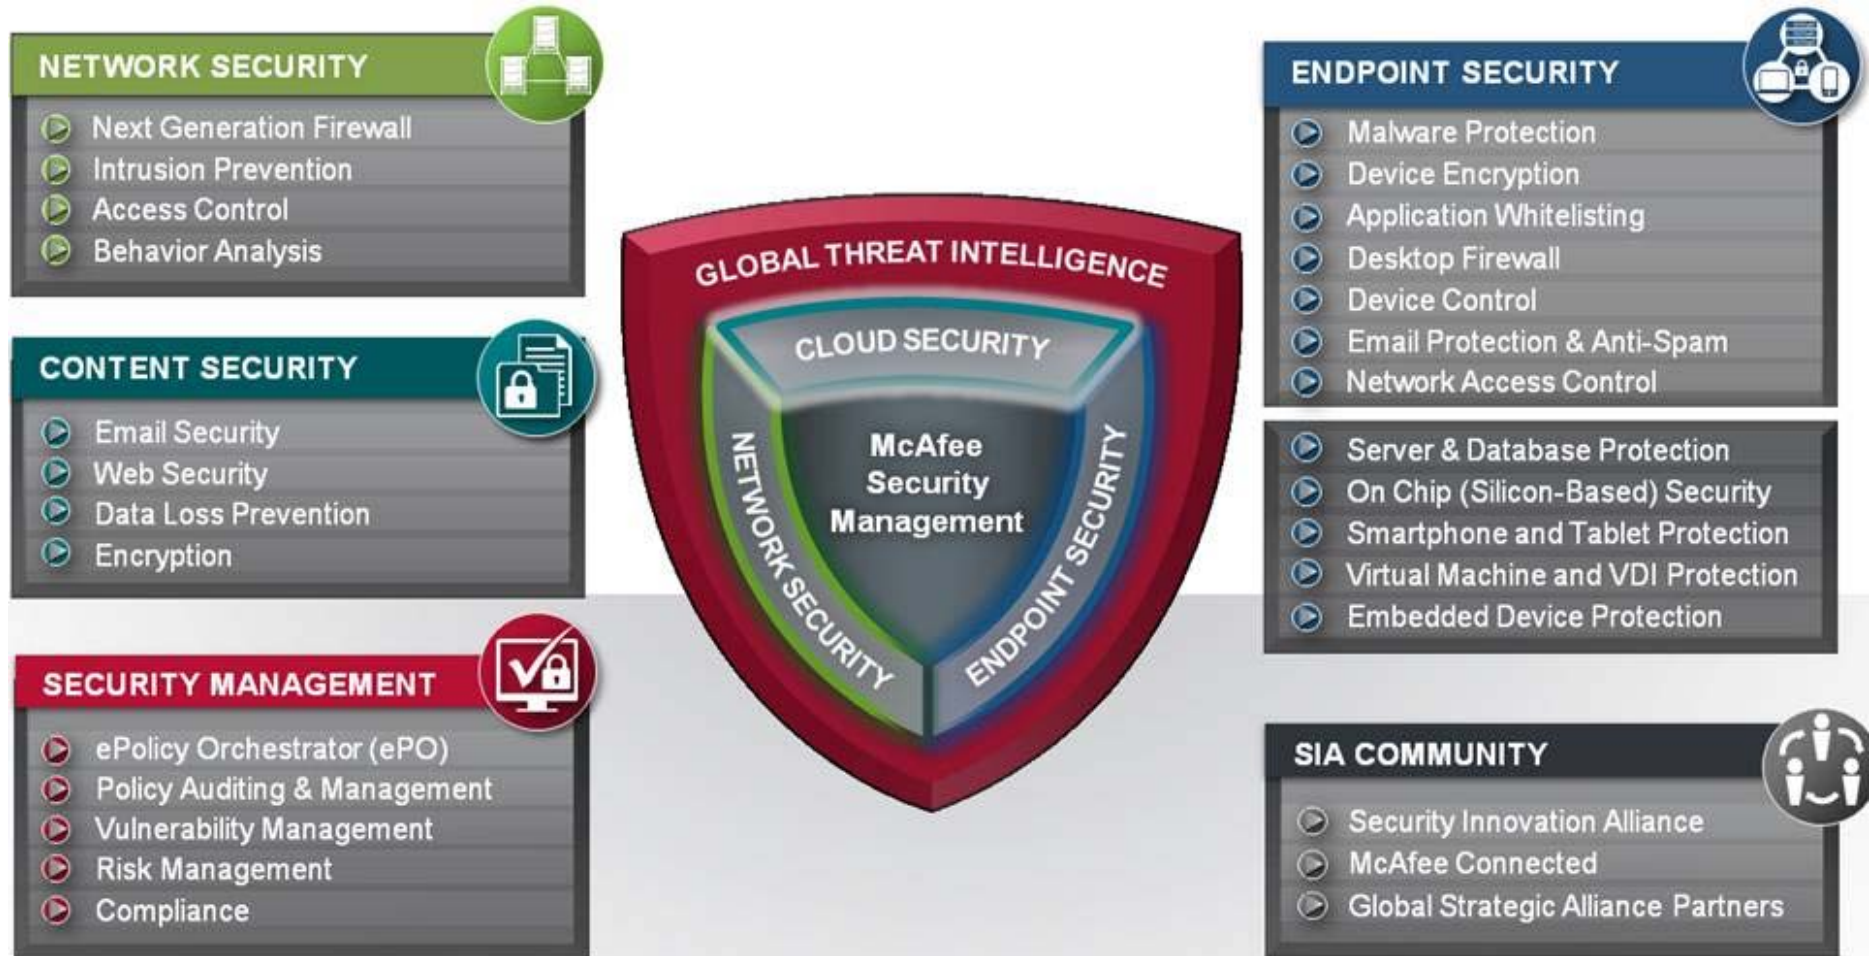 NETWORK SECURITY
Next Generation Firewall
Intrusion Prevention
Access Control
Behavior Analysis
CONTENT SECURITY
Email Security
Web Security
Data Loss Prevention
Encryption
SECURITY MANAGEMENT
ePolicy Orchestrator (ePO)
Policy Auditing & Management
Vulnerability Management
Risk Management
Compliance
GLOBAL THREAT INTELLIGENCE
CLOUD SECURITY
NETWORK SECURITY
McAfee
Security
Management
ENDPOINT SECURITY
ENDPOINT SECURITY
Malware Protection
Device Encryption
Application Whitelisting
Desktop Firewall
Device Control
Email Protection & Anti-Spam
Network Access Control
Server & Database Protection
On Chip (Silicon-Based) Security
Smartphone and Tablet Protection
Virtual Machine and VDI Protection
Embedded Device Protection
SIA COMMUNITY
Security Innovation Alliance
McAfee Connected
Global Strategic Alliance Partners